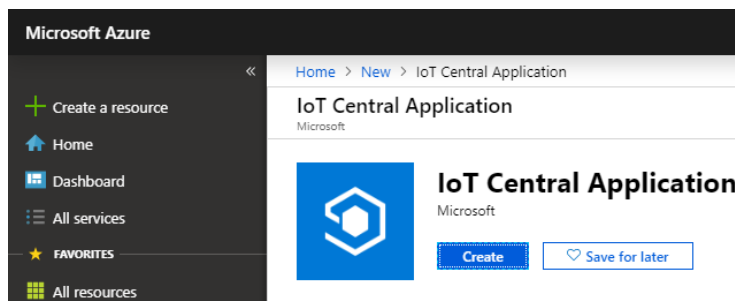 Microsoft Azure
«
Home > New > IoT Central Application
Create a resource
IoT Central Application
Microsoft
Home
Dashboard
IoT Central Application
Microsoft
All services
Create
Save for later
FAVORITES
All resources